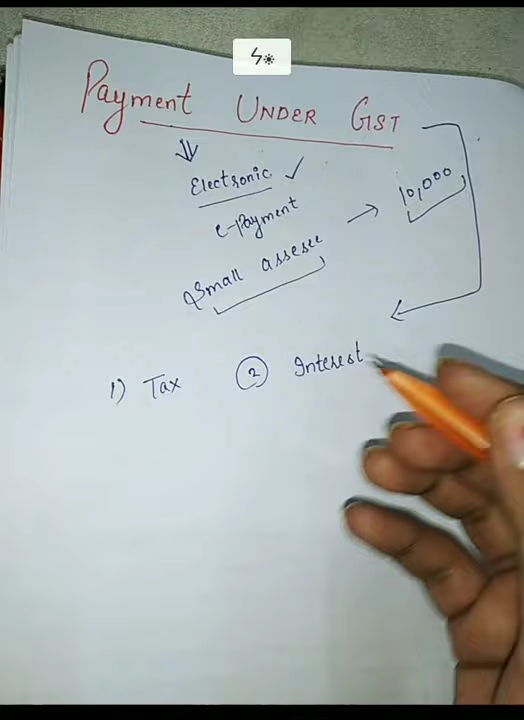 PAYMENT UNDER GST
Electronic ✓
e-Payment
Small assesee → 10,000
1) Tax ② Interest